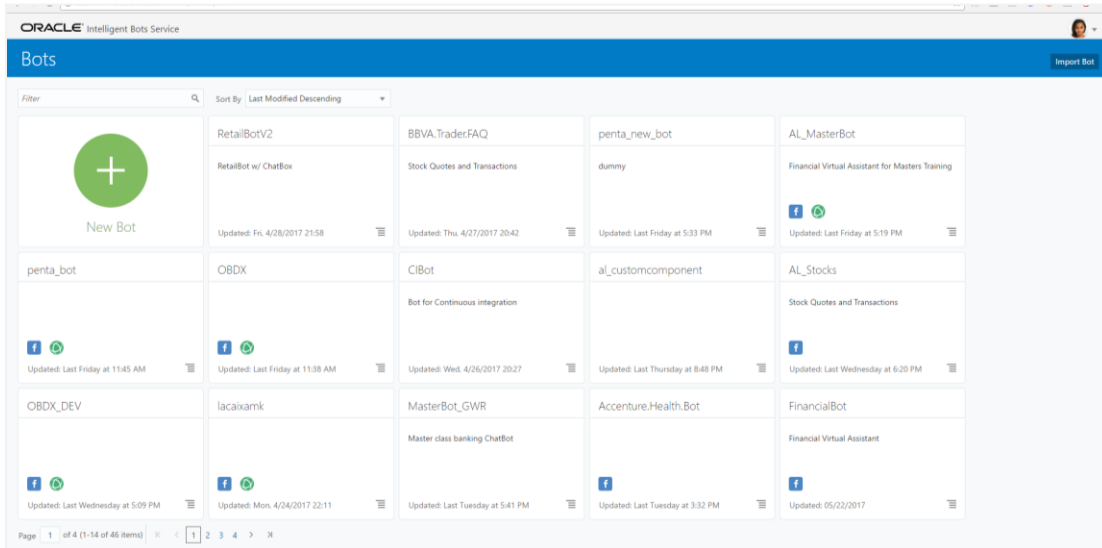 ORACLE Intelligent Bots Service
Bots
Import Bot
Filter
Sort By Last Modified Descending
New Bot
RetailBotV2
RetailBot w/ ChatBox
Updated: Fri, 4/28/2017 21:58
BBVA.Trader.FAQ
Stock Quotes and Transactions
Updated: Thu, 4/27/2017 20:42
penta_new_bot
dummy
Updated: Last Friday at 5:33 PM
AL_MasterBot
Financial Virtual Assistant for Masters Training
Updated: Last Friday at 5:19 PM
penta_bot
Updated: Last Friday at 11:45 AM
OBDX
Updated: Last Friday at 11:38 AM
CIBot
Bot for Continuous integration
Updated: Wed, 4/26/2017 20:27
al_customcomponent
Updated: Last Thursday at 8:48 PM
AL_Stocks
Stock Quotes and Transactions
Updated: Last Wednesday at 6:20 PM
OBDX_DEV
Updated: Last Wednesday at 5:09 PM
lacaixamk
Updated: Mon, 4/24/2017 22:11
MasterBot_GWR
Master class banking ChatBot
Updated: Last Tuesday at 5:41 PM
Accenture.Health.Bot
Updated: Last Tuesday at 3:32 PM
FinancialBot
Financial Virtual Assistant
Updated: 05/22/2017
Page 1 of 4 (1-14 of 46 items) 1 2 3 4